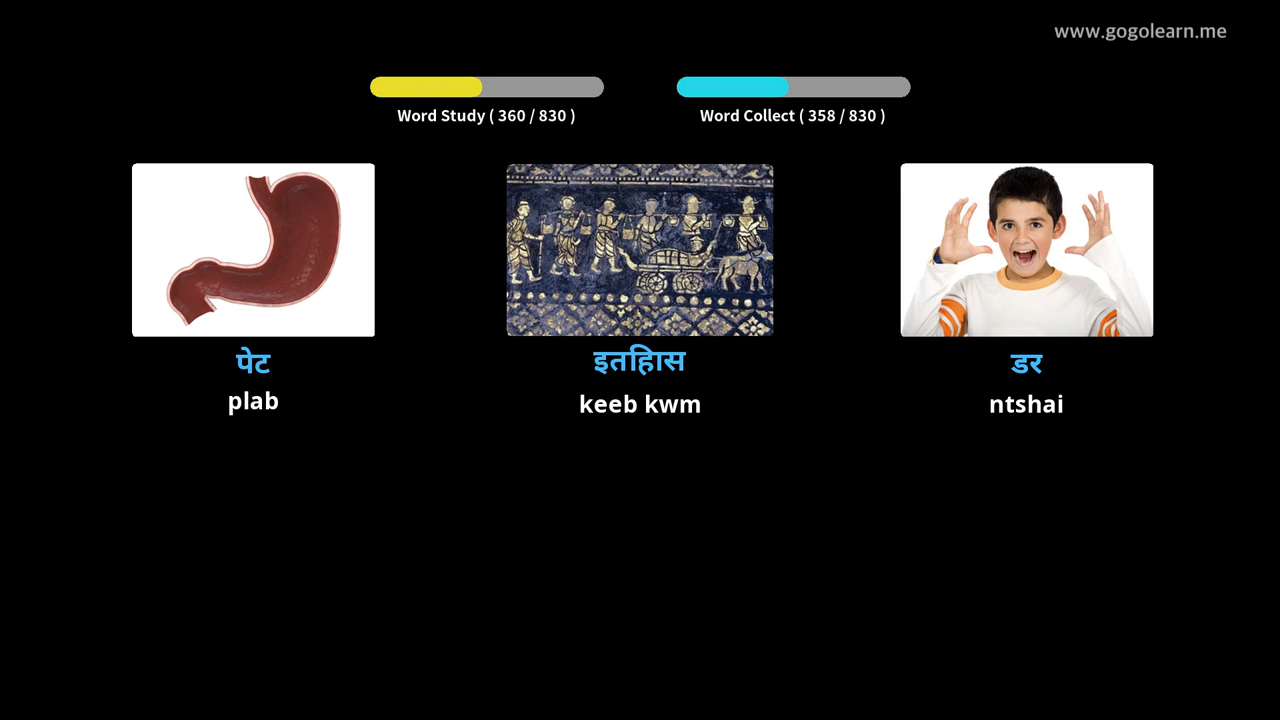 www.gogolearn.me
Word Study ( 360 / 830 )
Word Collect ( 358 / 830 )
पेट
इतिहास
डर
plab
keeb kwm
ntshai